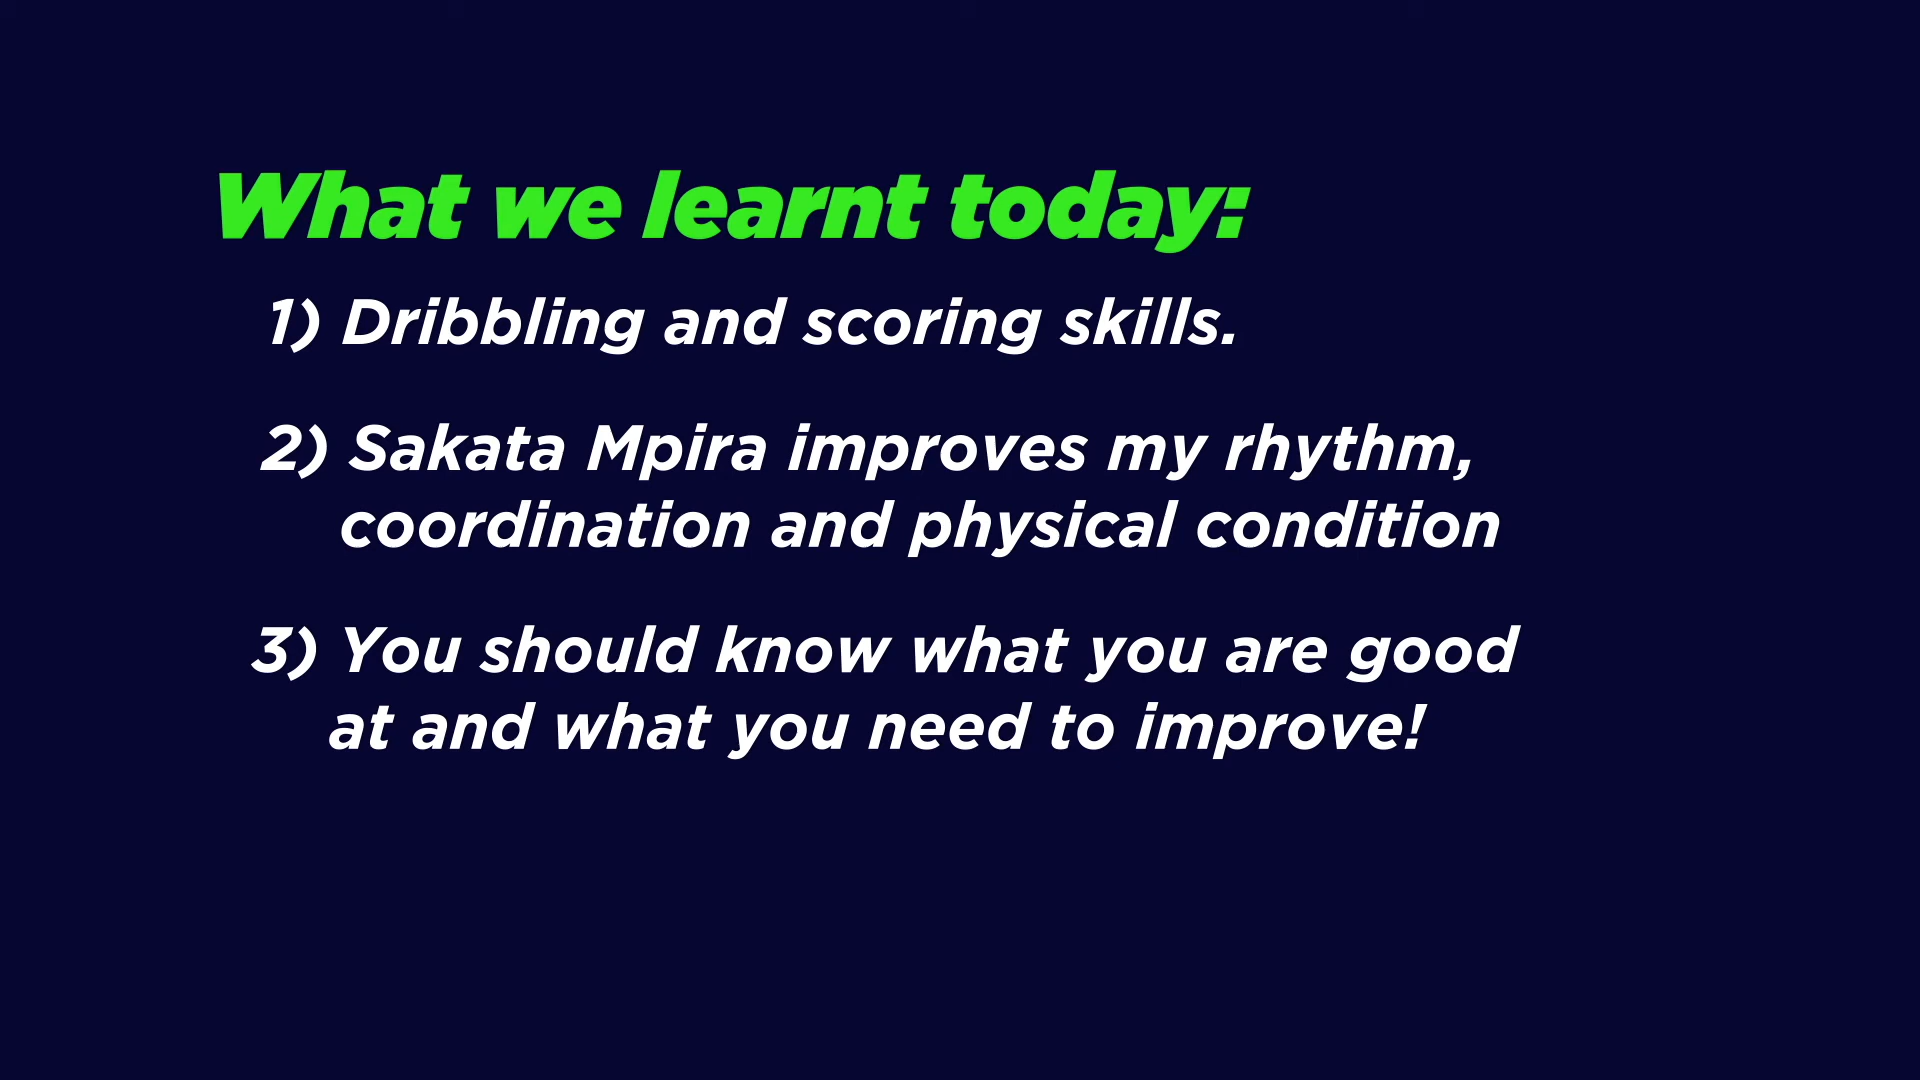 What we learnt today:
1) Dribbling and scoring skills.
2) Sakata Mpira improves my rhythm,
coordination and physical condition
3) You should know what you are good
at and what you need to improve!